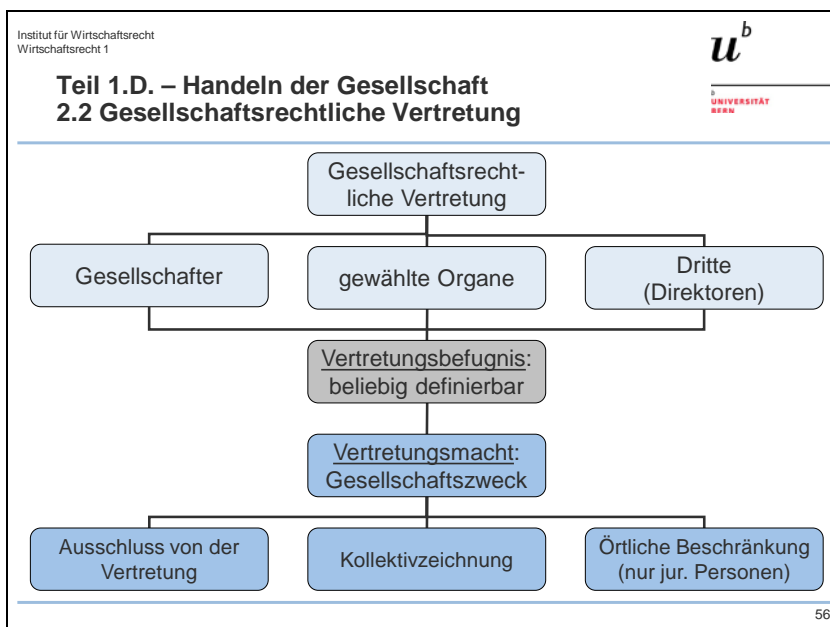 Institut für Wirtschaftsrecht
Wirtschaftsrecht 1
u^b
b
UNIVERSITÄT
BERN
Teil 1.D. – Handeln der Gesellschaft
2.2 Gesellschaftsrechtliche Vertretung
Gesellschaftsrecht-
liche Vertretung
Gesellschafter
gewählte Organe
Dritte
(Direktoren)
Vertretungsbefugnis:
beliebig definierbar
Vertretungsmacht:
Gesellschaftszweck
Ausschluss von der
Vertretung
Kollektivzeichnung
Örtliche Beschränkung
(nur jur. Personen)
56